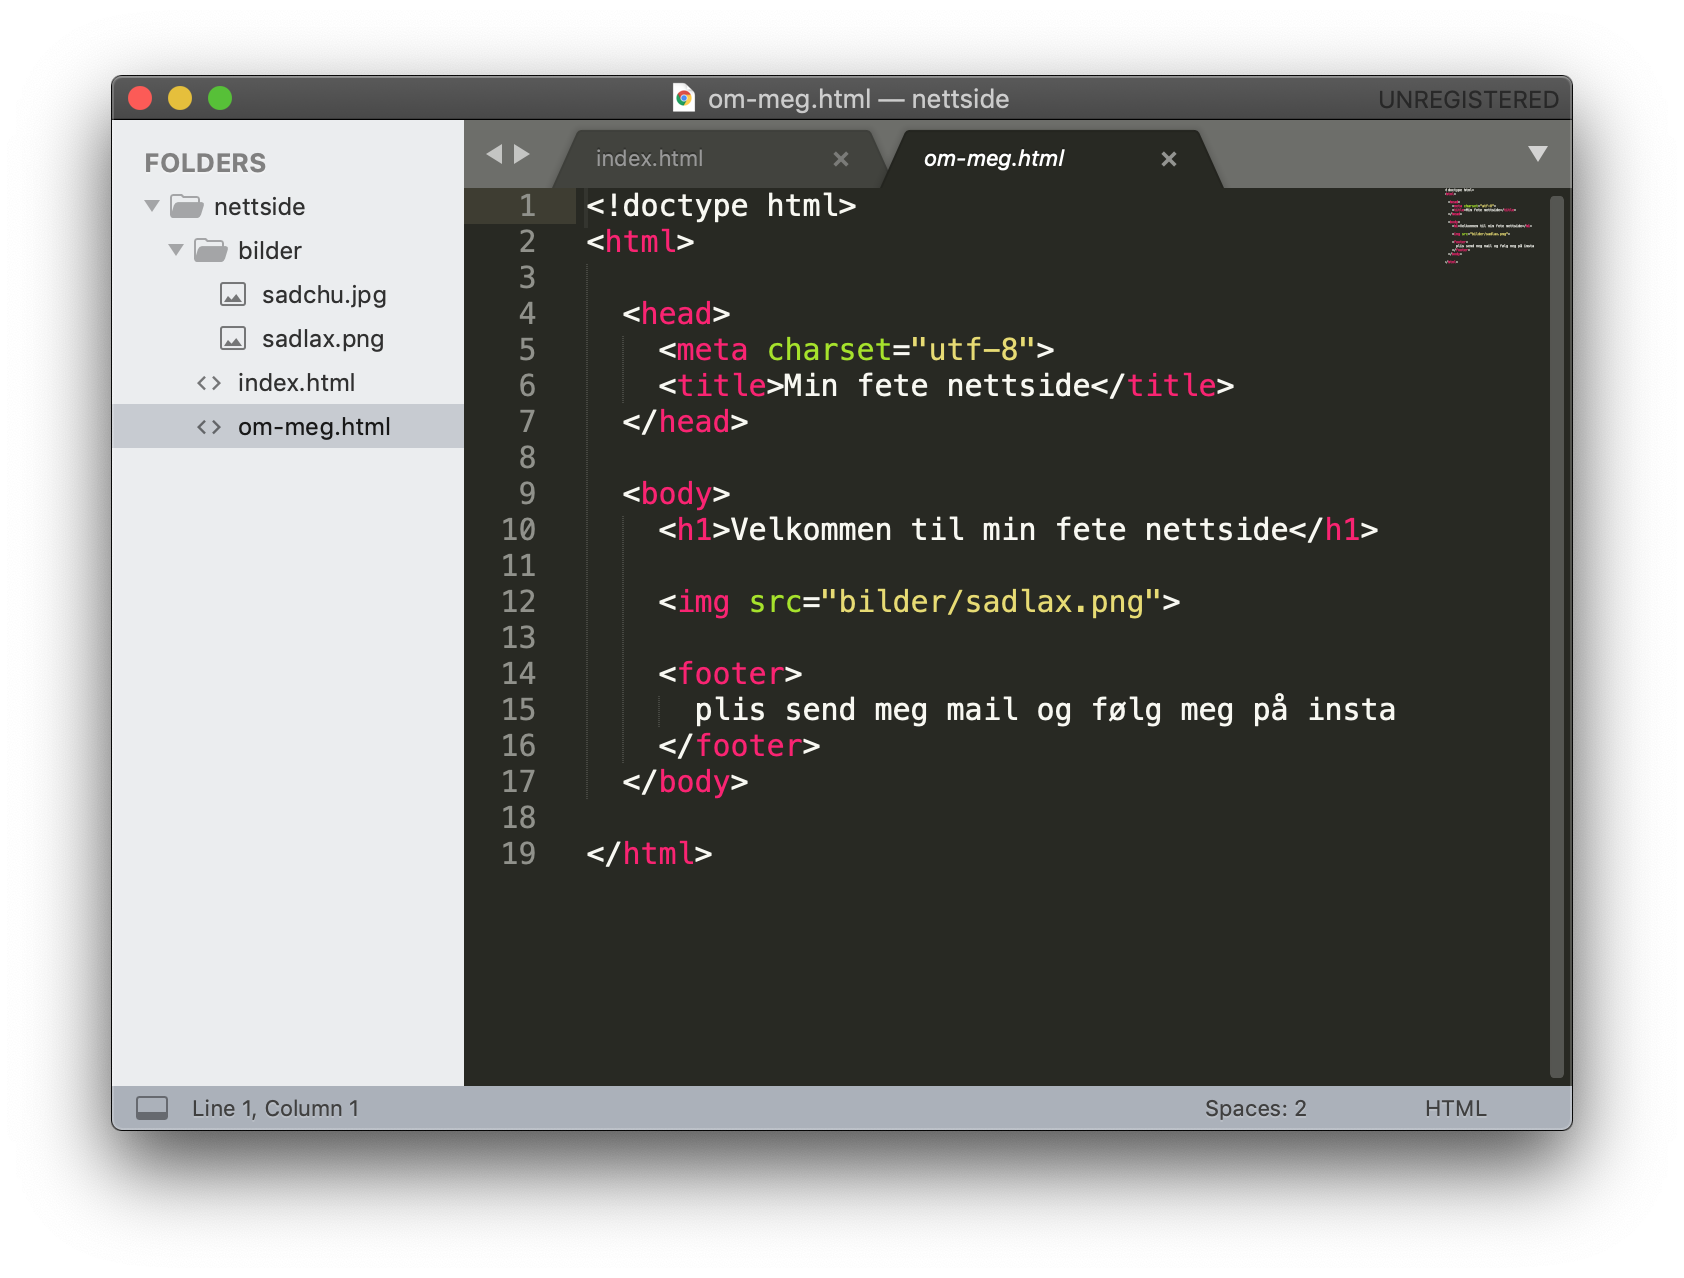 om-meg.html — nettside
UNREGISTERED
FOLDERS
nettside
bilder
sadchu.jpg
sadlax.png
index.html
om-meg.html
index.html
om-meg.html
1 <!doctype html>
2 <html>
3
4 <head>
5 <meta charset="utf-8">
6 <title>Min fete nettside</title>
7 </head>
8
9 <body>
10 <h1>Velkommen til min fete nettside</h1>
11
12 <img src="bilder/sadlax.png">
13
14 <footer>
15 plis send meg mail og følg meg på insta
16 </footer>
17 </body>
18
19 </html>
Line 1, Column 1
Spaces: 2
HTML